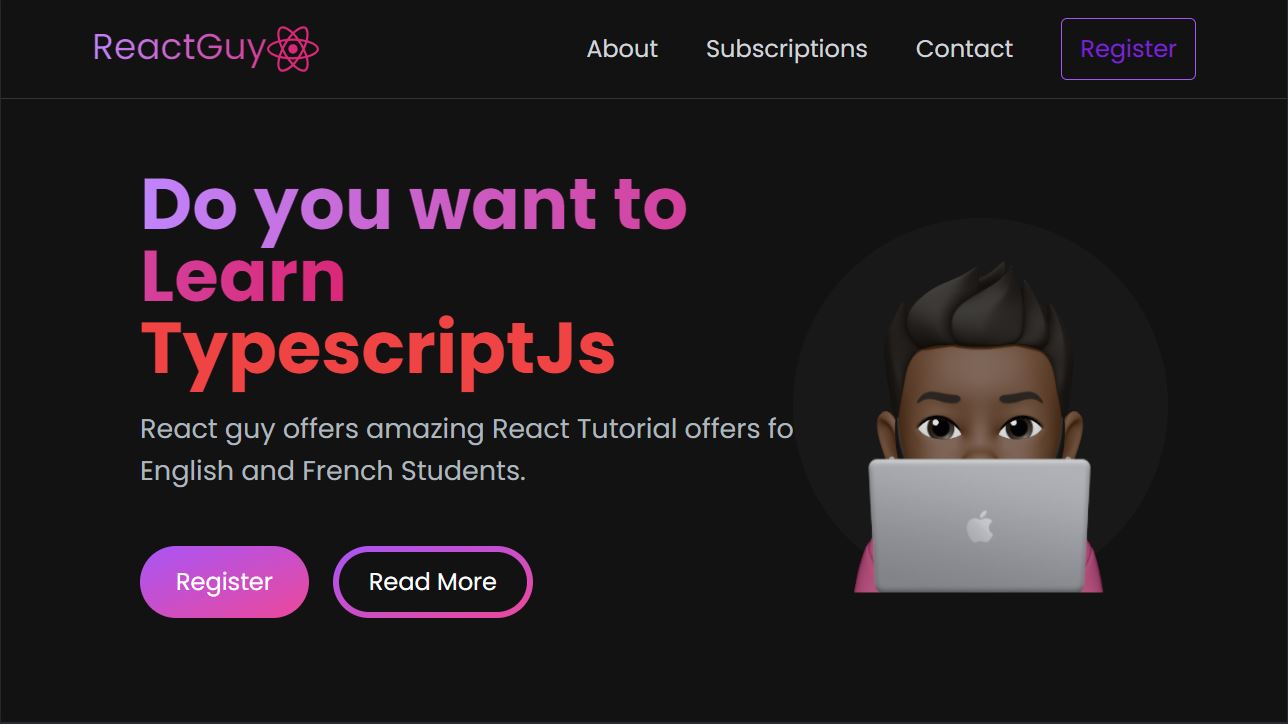 ReactGuy
About Subscriptions Contact Register
Do you want to
Learn
TypescriptJs
React guy offers amazing React Tutorial offers fo
English and French Students.
Register Read More